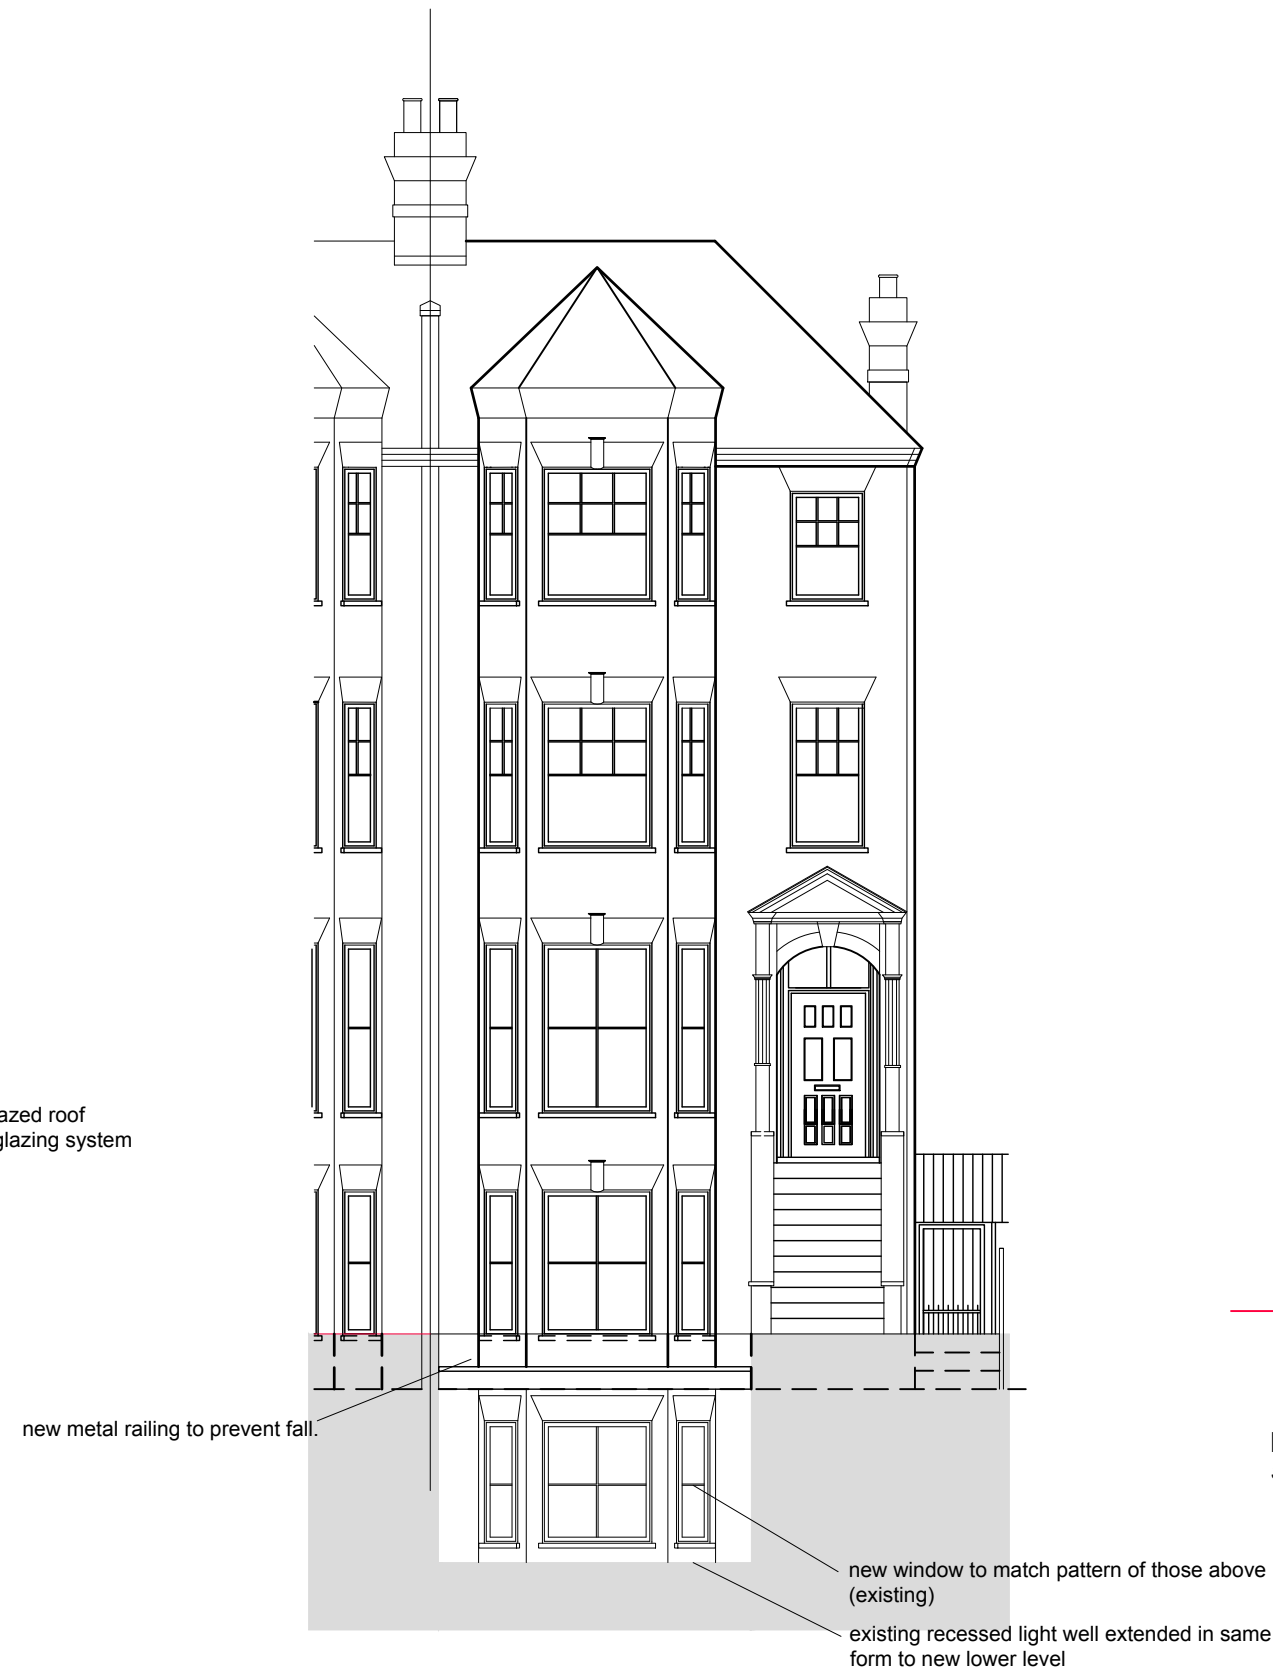 azed roof
glazing system
new metal railing to prevent fall.
new window to match pattern of those above
(existing)
existing recessed light well extended in same
form to new lower level